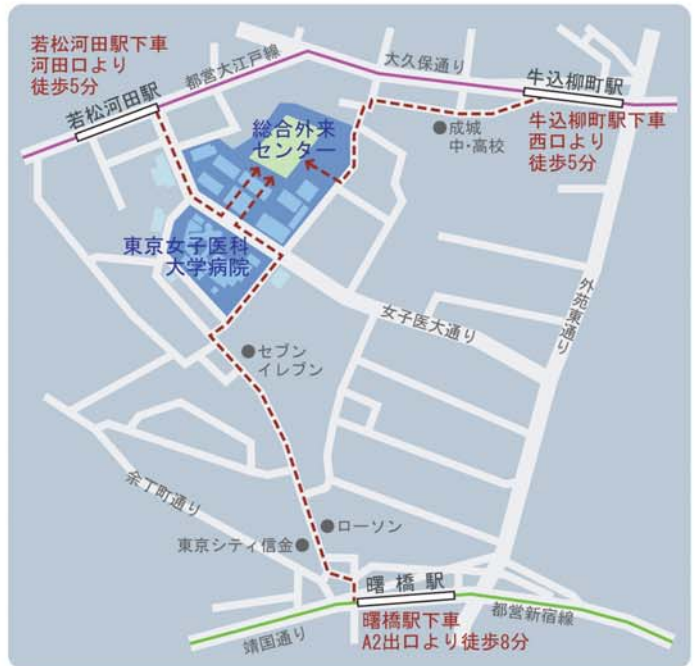 若松河田駅下車
河田口より
徒歩5分
都営大江戸線
大久保通り
若松河田駅
牛込柳町駅
総合外来
センター
成城
中・高校
牛込柳町駅下車
西口より
徒歩5分
東京女子医科
大学病院
外苑東通り
女子医大通り
セブン
イレブン
余丁町通り
ローソン
東京シティ信金
曙橋駅
都営新宿線
靖国通り
曙橋駅下車
A2出口より徒歩8分